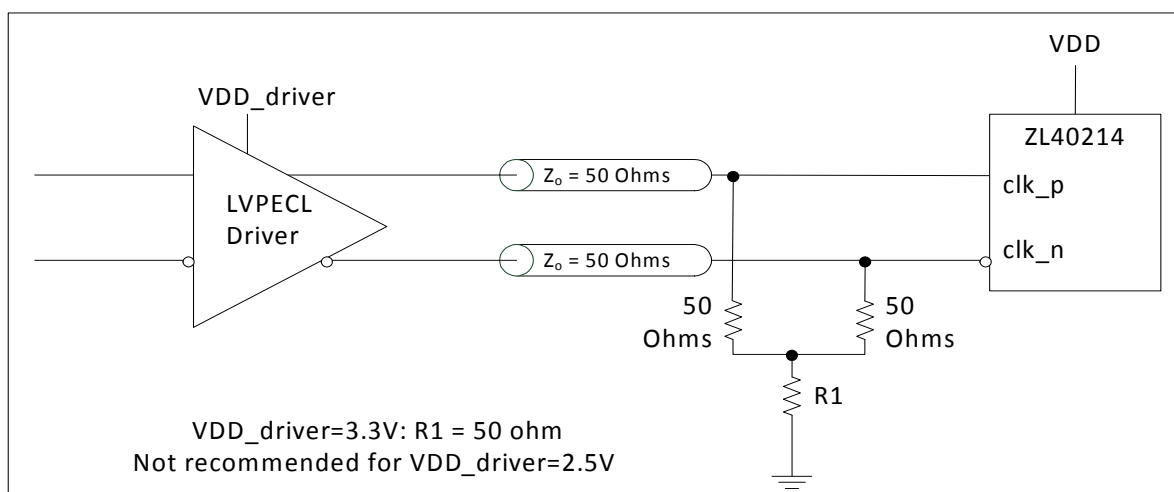 VDD
VDD_driver
ZL40214
Zo = 50 Ohms
clk_p
LVPECL
Driver
clk_n
Zo = 50 Ohms
50
Ohms
50
Ohms
R1
VDD_driver=3.3V: R1 = 50 ohm
Not recommended for VDD_driver=2.5V